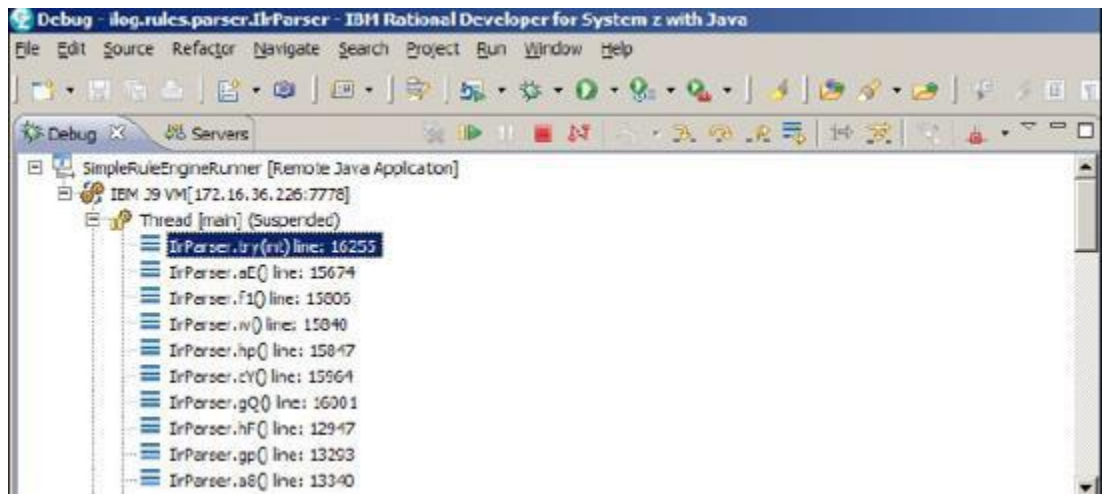 Debug - ilog.rules.parser.IlrParser - IBM Rational Developer for System z with Java
File Edit Source Refactor Navigate Search Project Run Window Help
Debug Servers
SimpleRuleEngineRunner [Remote Java Application]
IBM J9 VM[172.16.36.226:7778]
Thread [main] (Suspended)
IlrParser.try(int) line: 16255
IlrParser.aE() line: 15674
IlrParser.f1() line: 15806
IlrParser.iv() line: 15840
IlrParser.hp() line: 15847
IlrParser.cY() line: 15964
IlrParser.gQ() line: 16001
IlrParser.hF() line: 12947
IlrParser.gp() line: 13293
IlrParser.a8() line: 13340